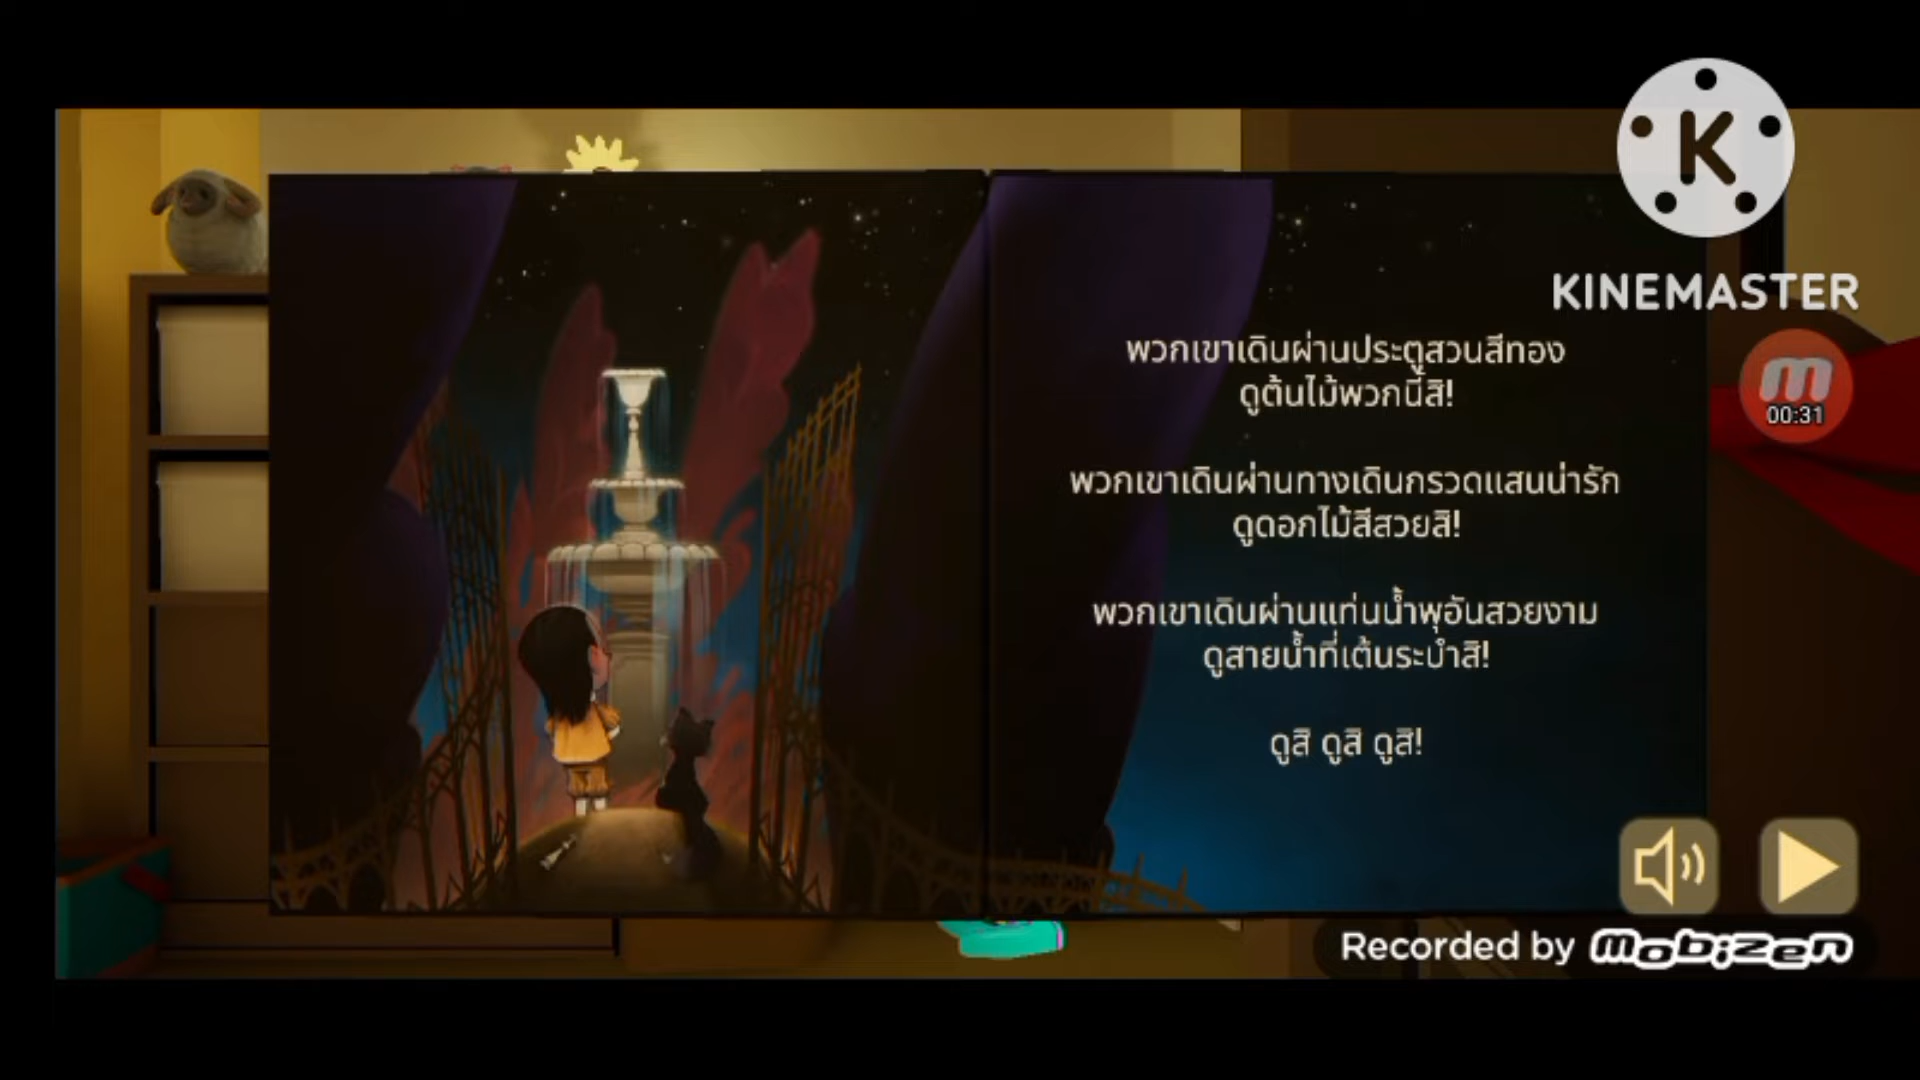 K
KINEMASTER
พวกเขาเดินผ่านประตูสวนสีทอง
ดูต้นไม้พวกนี้สิ!
พวกเขาเดินผ่านทางเดินกรวดแสนน่ารัก
ดูดอกไม้สีสวยสิ!
พวกเขาเดินผ่านแท่นน้ำพุอันสวยงาม
ดูสายน้ำที่เต้นระบำสิ!
ดูสิ ดูสิ ดูสิ!
m
00:31
Recorded by mobizen